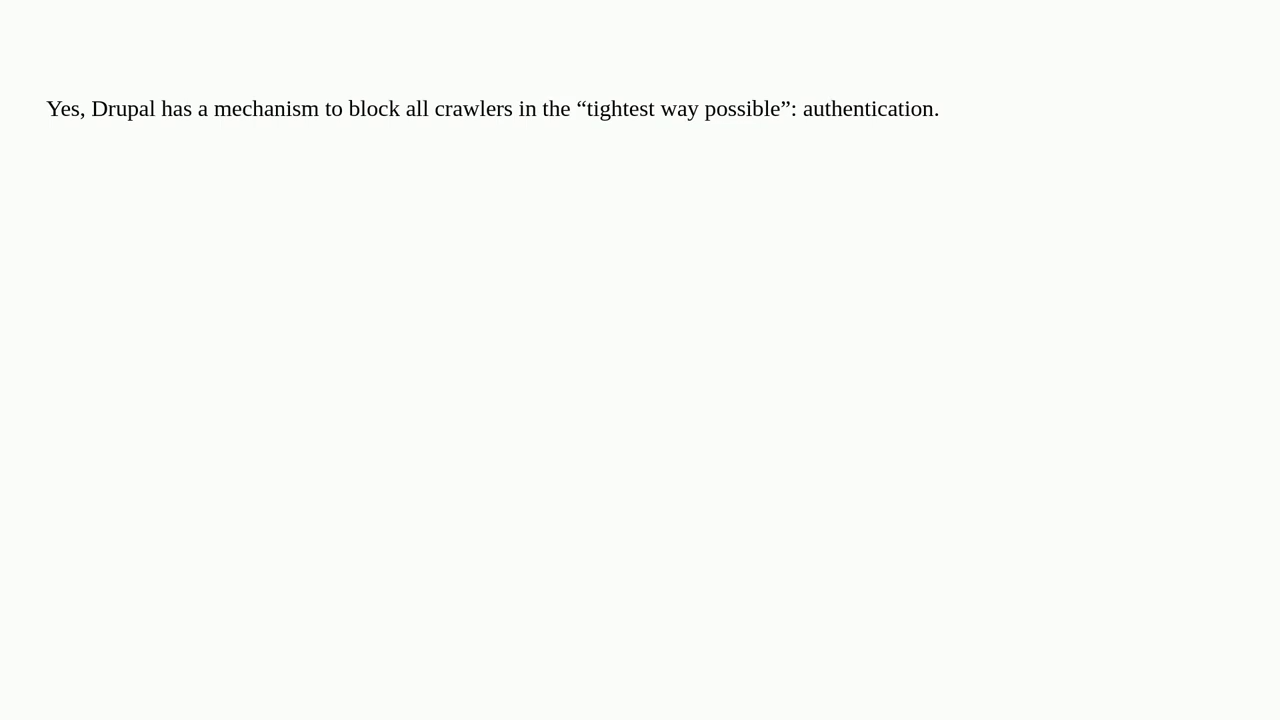 Yes, Drupal has a mechanism to block all crawlers in the “tightest way possible”: authentication.